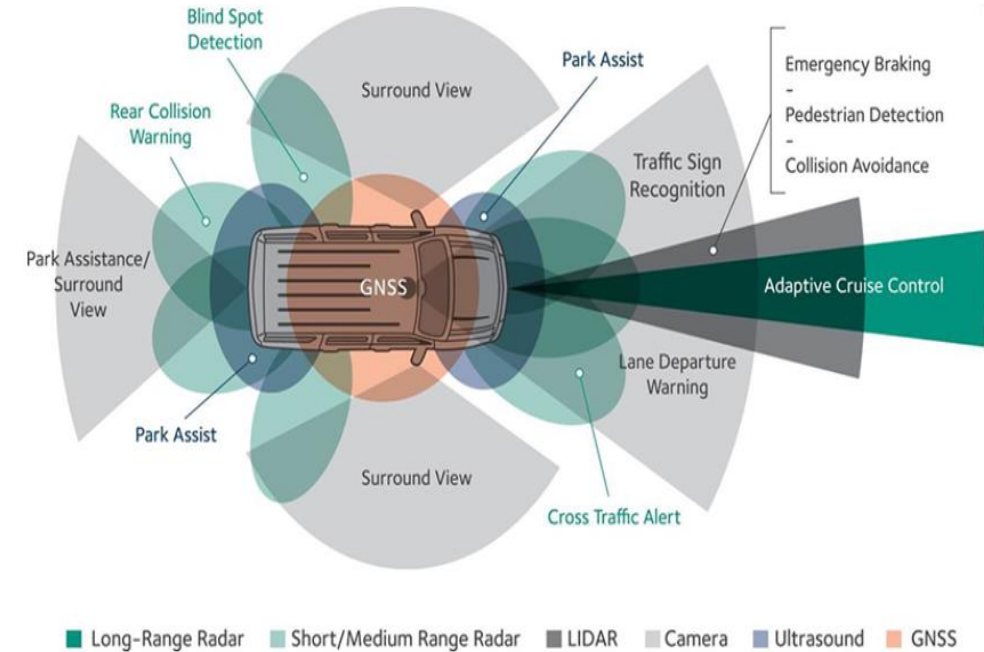 Blind Spot
Detection
Surround View
Park Assist
Emergency Braking
-
Pedestrian Detection
-
Collision Avoidance
Rear Collision
Warning
Traffic Sign
Recognition
Park Assistance/
Surround
View
GNSS
Adaptive Cruise Control
Lane Departure
Warning
Park Assist
Surround View
Cross Traffic Alert
Long-Range Radar
Short/Medium Range Radar
LIDAR
Camera
Ultrasound
GNSS